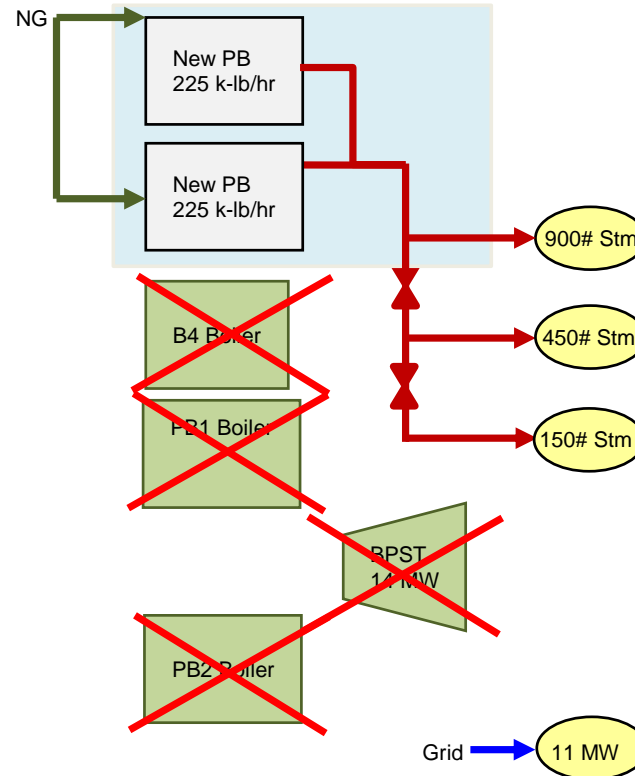 NG
New PB
225 k-lb/hr
New PB
225 k-lb/hr
900# Stm
B4 Boiler
450# Stm
PB1 Boiler
150# Stm
BPST
14 MW
PB2 Boiler
Grid
11 MW